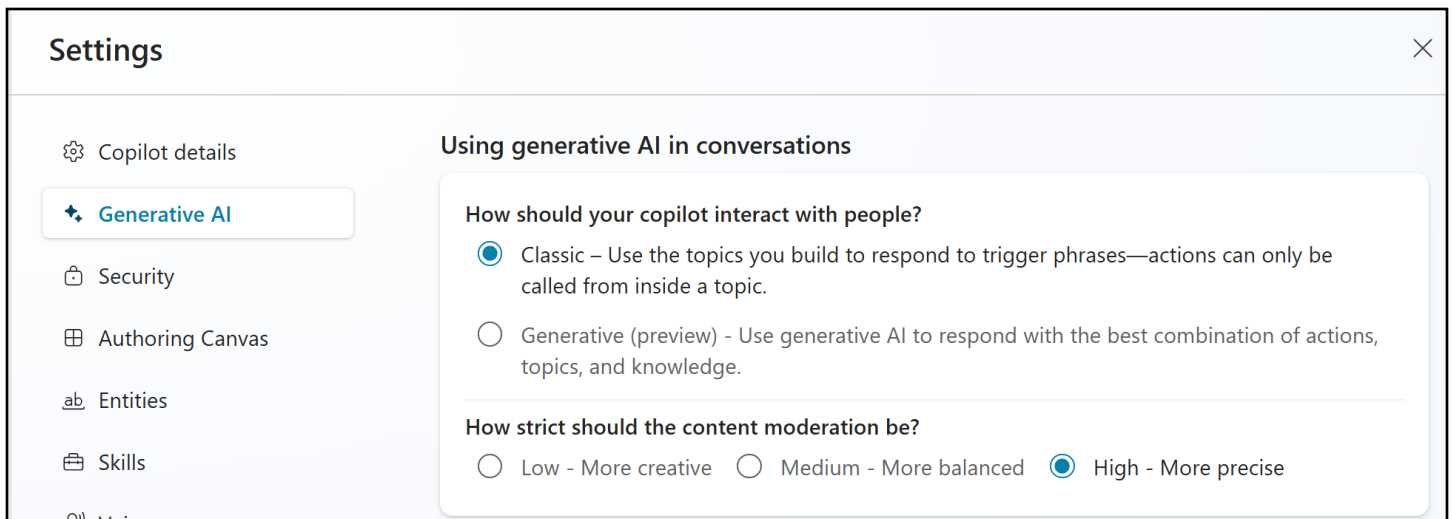 Settings
Copilot details
Generative AI
Security
Authoring Canvas
ab Entities
Skills
Using generative AI in conversations
How should your copilot interact with people?
Classic – Use the topics you build to respond to trigger phrases—actions can only be
called from inside a topic.
Generative (preview) - Use generative AI to respond with the best combination of actions,
topics, and knowledge.
How strict should the content moderation be?
Low - More creative
Medium - More balanced
High - More precise